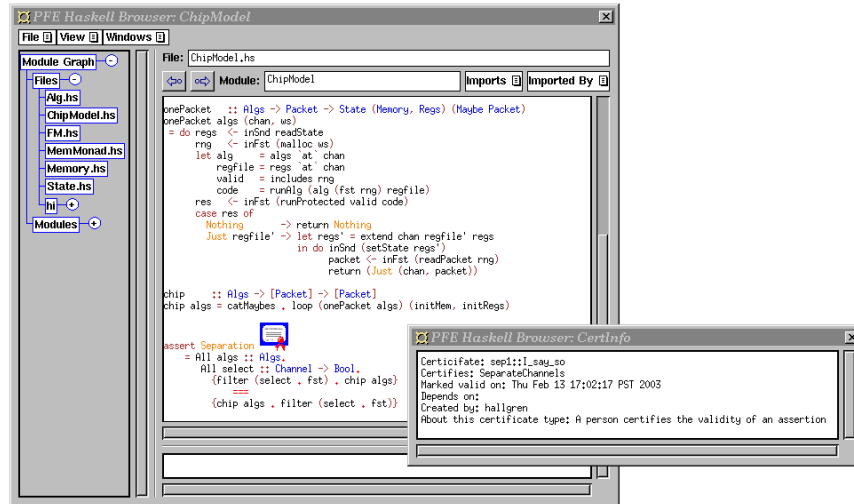 PFE Haskell Browser: ChipModel
File View Windows
Module Graph
Files
Alg.hs
ChipModel.hs
FM.hs
MemMonad.hs
Memory.hs
State.hs
hi
Modules
File: ChipModel.hs
Module: ChipModel Imports Imported By
onePacket :: Algs -> Packet -> State (Memory, Regs) (Maybe Packet)
onePacket algs (chan, ws)
= do regs <- inSnd readState
rng <- inFst (malloc ws)
let alg = algs `at` chan
regfile = regs `at` chan
valid = includes rng
code = runAlg (alg (fst rng) regfile)
res <- inFst (runProtected valid code)
case res of
Nothing -> return Nothing
Just regfile' -> let regs' = extend chan regfile' regs
in do inSnd (setState regs')
packet <- inFst (readPacket rng)
return (Just (chan, packet))
chip :: Algs -> [Packet] -> [Packet]
chip algs = catMaybes . loop (onePacket algs) (initMem, initRegs)
assert Separation
= All algs :: Algs.
All select :: Channel -> Bool.
{filter (select . fst) . chip algs}
===
{chip algs . filter (select . fst)}
PFE Haskell Browser: CertInfo
Certicifate: sep1::I_say_so
Certifies: SeparateChannels
Marked valid on: Thu Feb 13 17:02:17 PST 2003
Depends on:
Created by: hallgren
About this certificate type: A person certifies the validity of an assertion